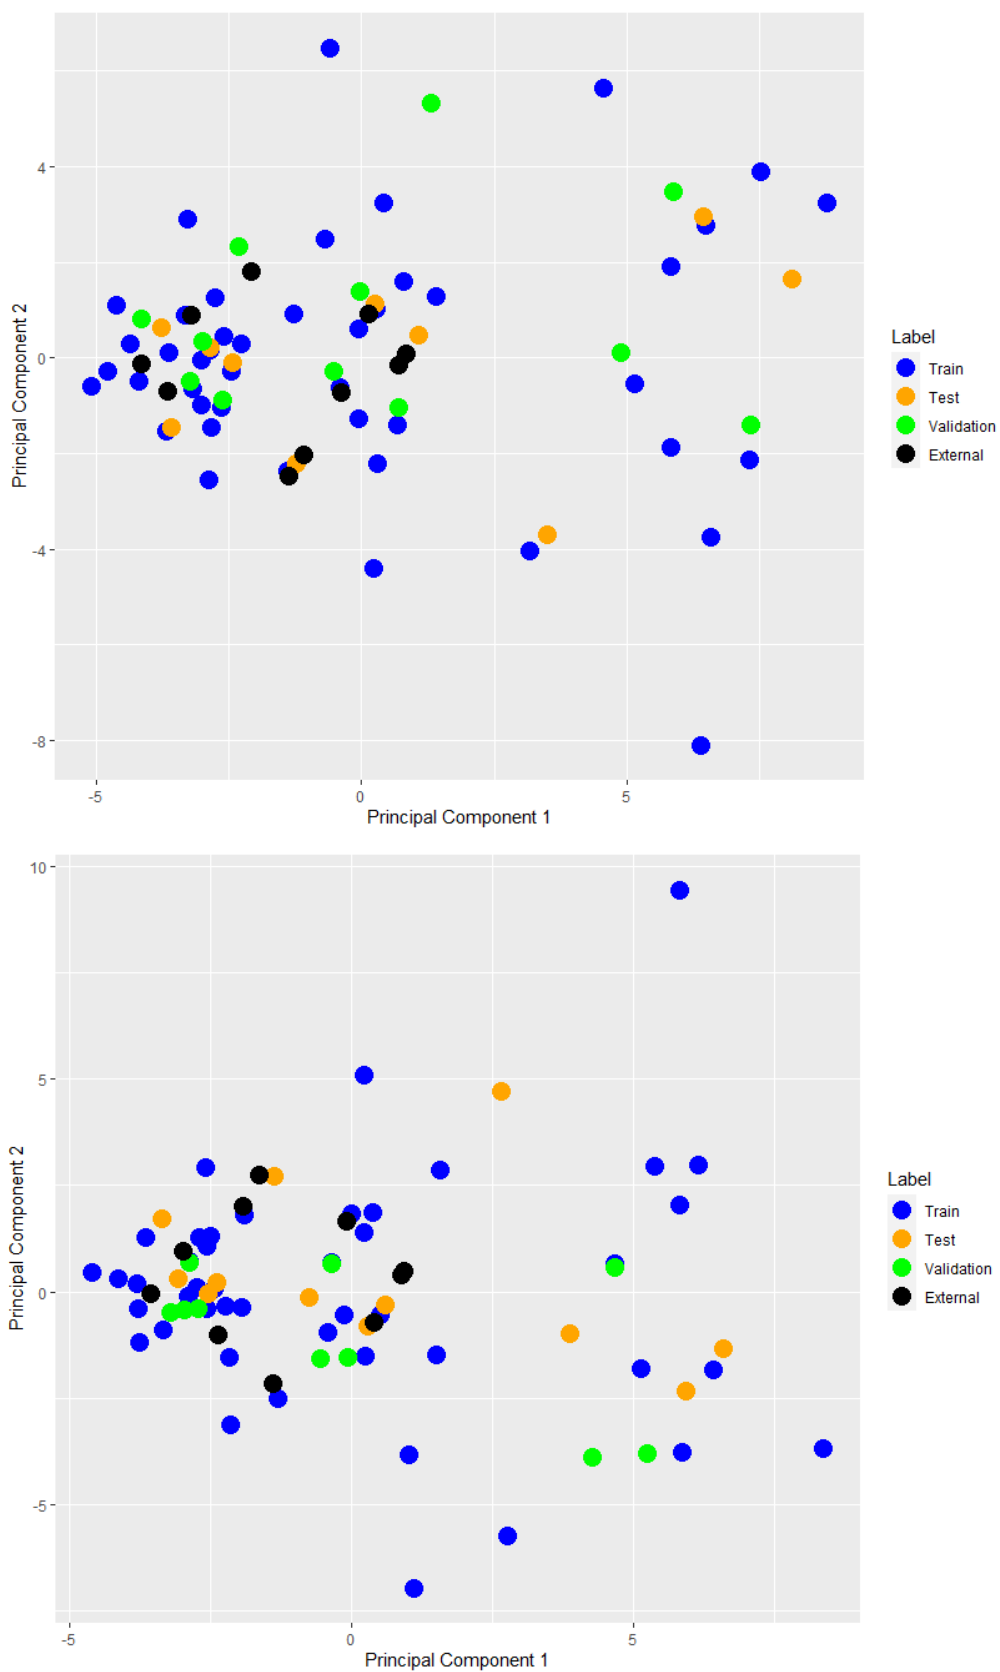 4
0
-4
-8
Principal Component 2
-5
0
5
Principal Component 1
Label
Train
Test
Validation
External
10
5
0
-5
Principal Component 2
-5
0
5
Principal Component 1
Label
Train
Test
Validation
External